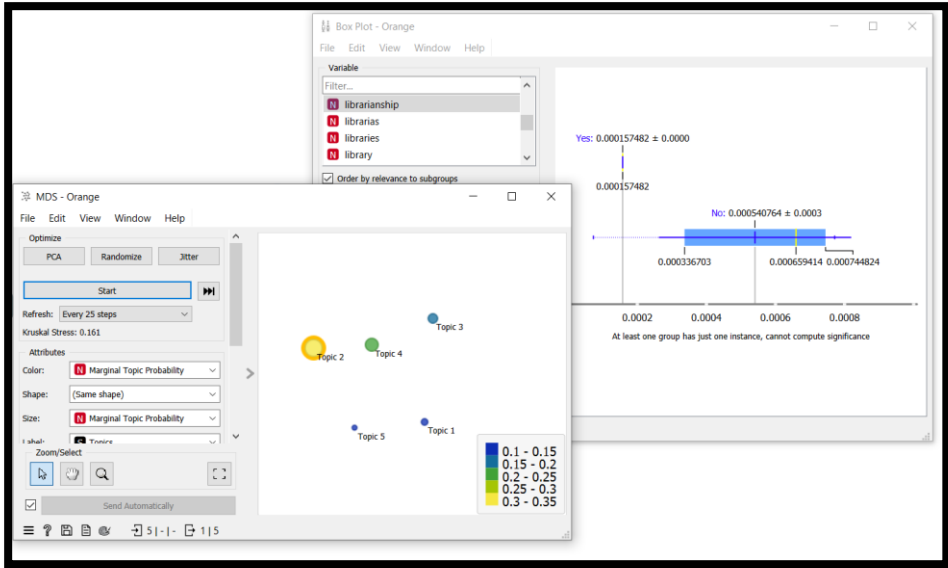 Box Plot - Orange
File Edit View Window Help
Variable
Filter...
N librarianship
N librarias
N libraries
N library
Order by relevance to subgroups
Yes: 0.000157482 ± 0.0000
0.000157482
No: 0.000540764 ± 0.0003
0.000336703
0.000659414 0.000744824
0.0002 0.0004 0.0006 0.0008
At least one group has just one instance, cannot compute significance
MDS - Orange
File Edit View Window Help
Optimize
PCA Randomize Jitter
Start
Refresh: Every 25 steps
Kruskal Stress: 0.161
Attributes
Color: N Marginal Topic Probability
Shape: (Same shape)
Size: N Marginal Topic Probability
Label: S Topics
Zoom/Select
Send Automatically
5 | - | - 1 | 5
Topic 3
Topic 2
Topic 4
Topic 5
Topic 1
0.1 - 0.15
0.15 - 0.2
0.2 - 0.25
0.25 - 0.3
0.3 - 0.35